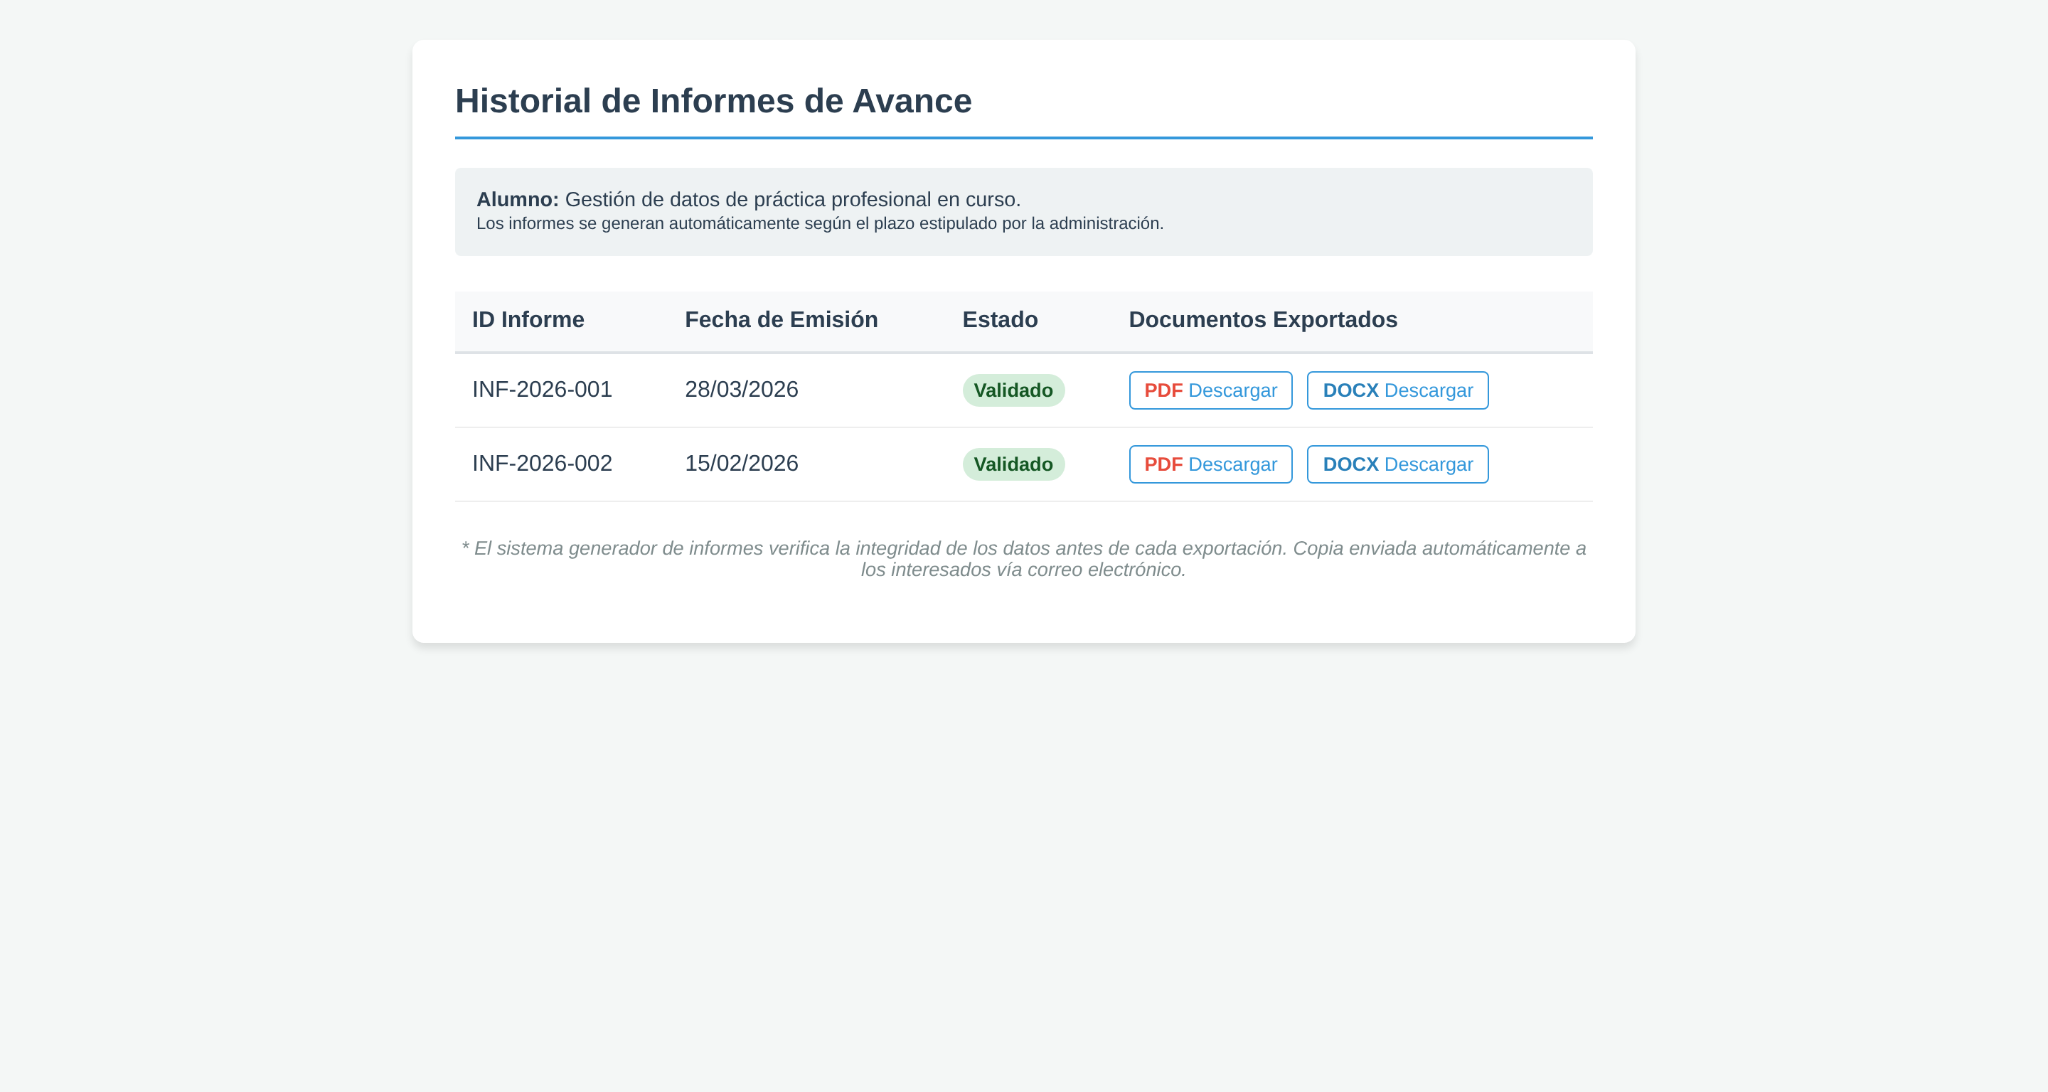 Historial de Informes de Avance
Alumno: Gestión de datos de práctica profesional en curso.
Los informes se generan automáticamente según el plazo estipulado por la administración.
ID Informe Fecha de Emisión Estado Documentos Exportados
INF-2026-001 28/03/2026 Validado PDF Descargar DOCX Descargar
INF-2026-002 15/02/2026 Validado PDF Descargar DOCX Descargar
* El sistema generador de informes verifica la integridad de los datos antes de cada exportación. Copia enviada automáticamente a
los interesados vía correo electrónico.